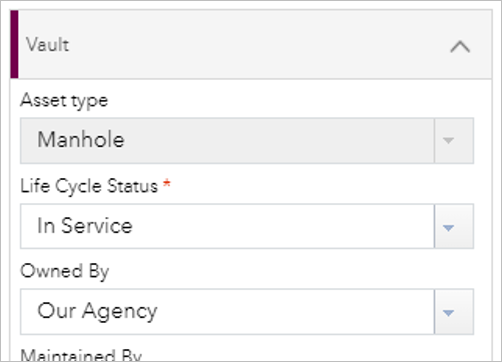 Vault
Asset type
Manhole
Life Cycle Status *
In Service
Owned By
Our Agency
Maintained By